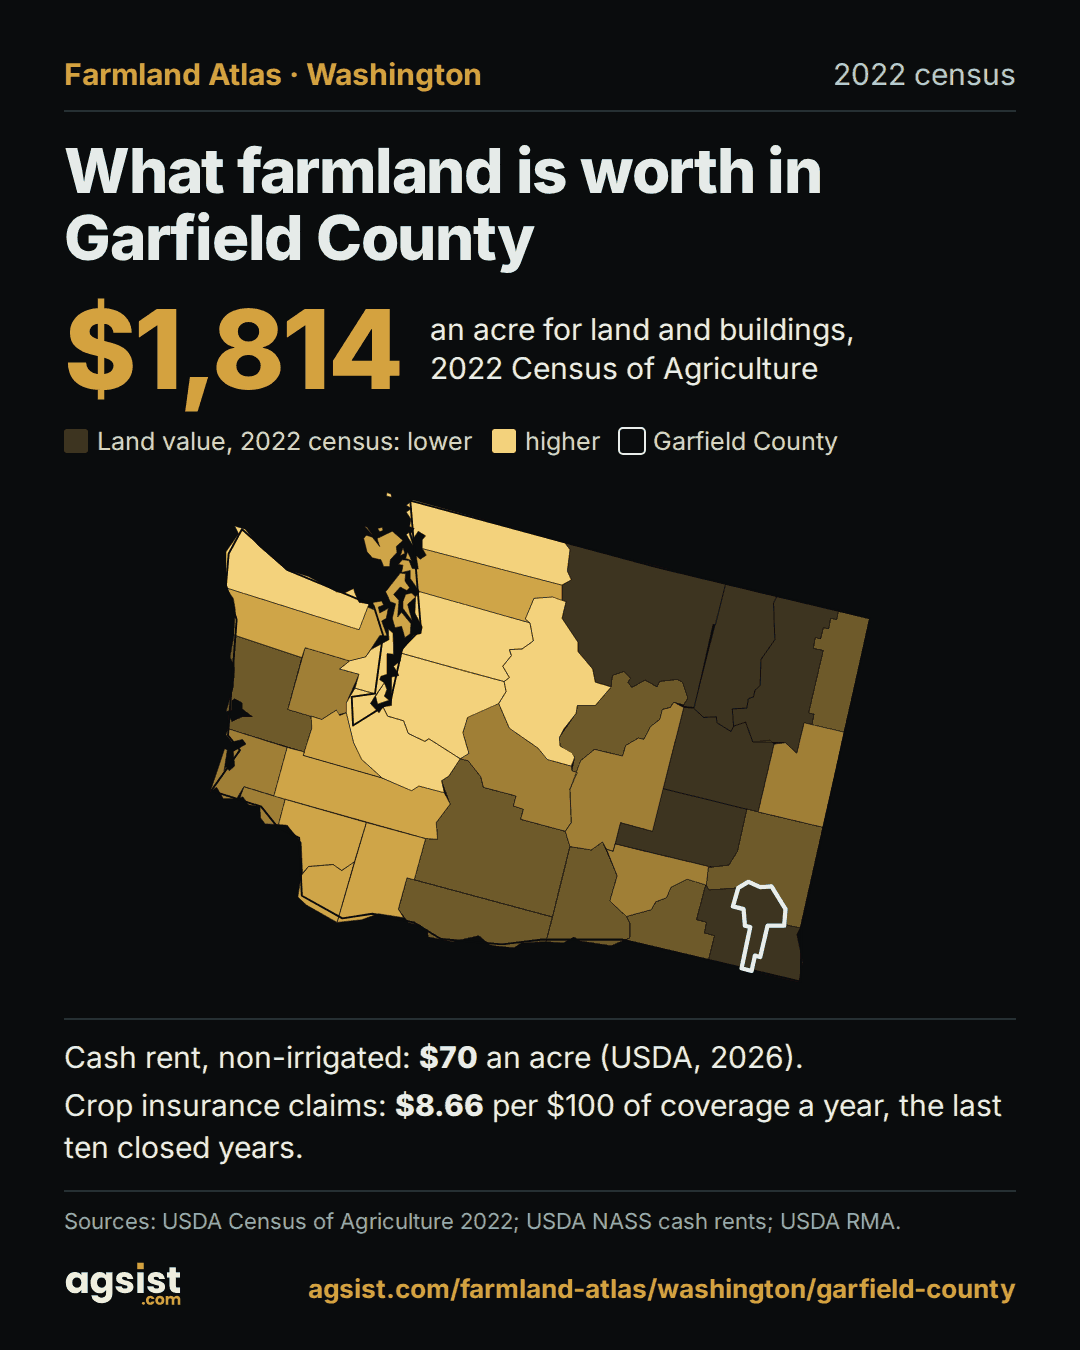 Farmland Atlas · Washington
2022 census
What farmland is worth in
Garfield County
$1,814
an acre for land and buildings,
2022 Census of Agriculture
Land value, 2022 census: lower
higher
Garfield County
Cash rent, non-irrigated: $70 an acre (USDA, 2026).
Crop insurance claims: $8.66 per $100 of coverage a year, the last
ten closed years.
Sources: USDA Census of Agriculture 2022; USDA NASS cash rents; USDA RMA.
agsist
.com
agsist.com/farmland-atlas/washington/garfield-county